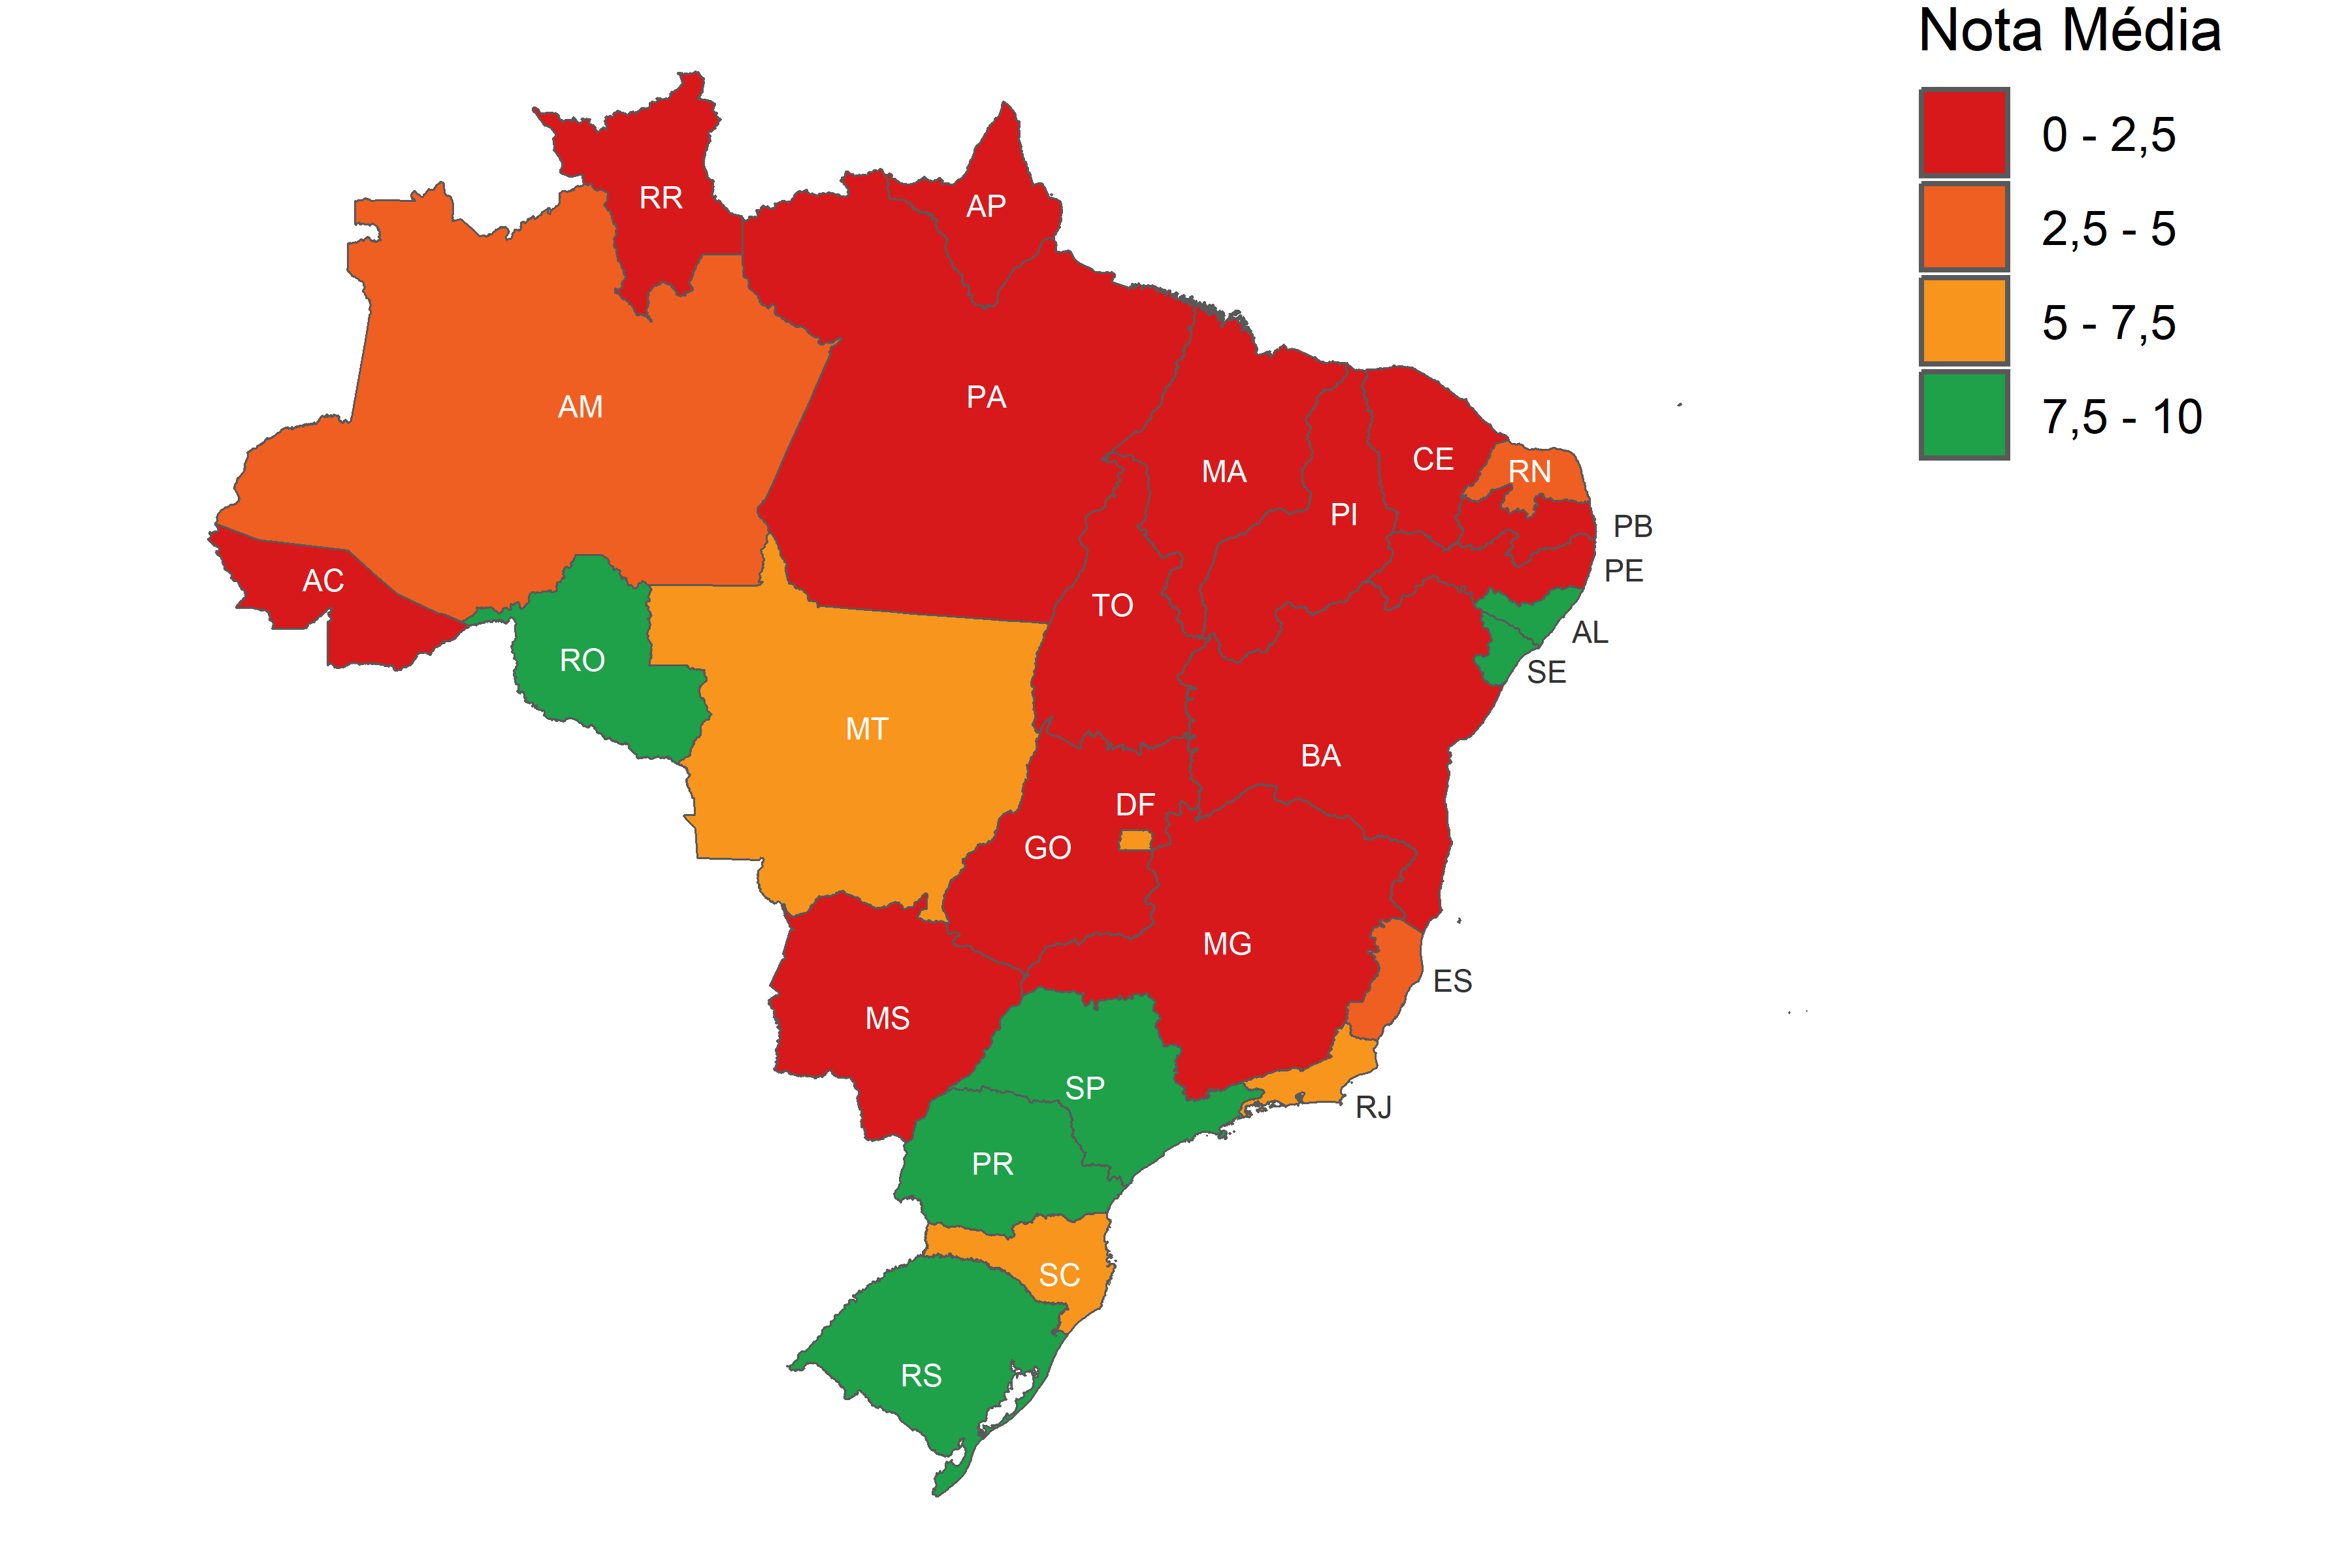 Nota Média
0 - 2,5
2,5 - 5
5 - 7,5
7,5 - 10
RR
AP
AM
PA
MA
CE
RN
PI
PB
PE
AC
TO
AL
RO
SE
MT
BA
DF
GO
MG
ES
MS
SP
RJ
PR
SC
RS